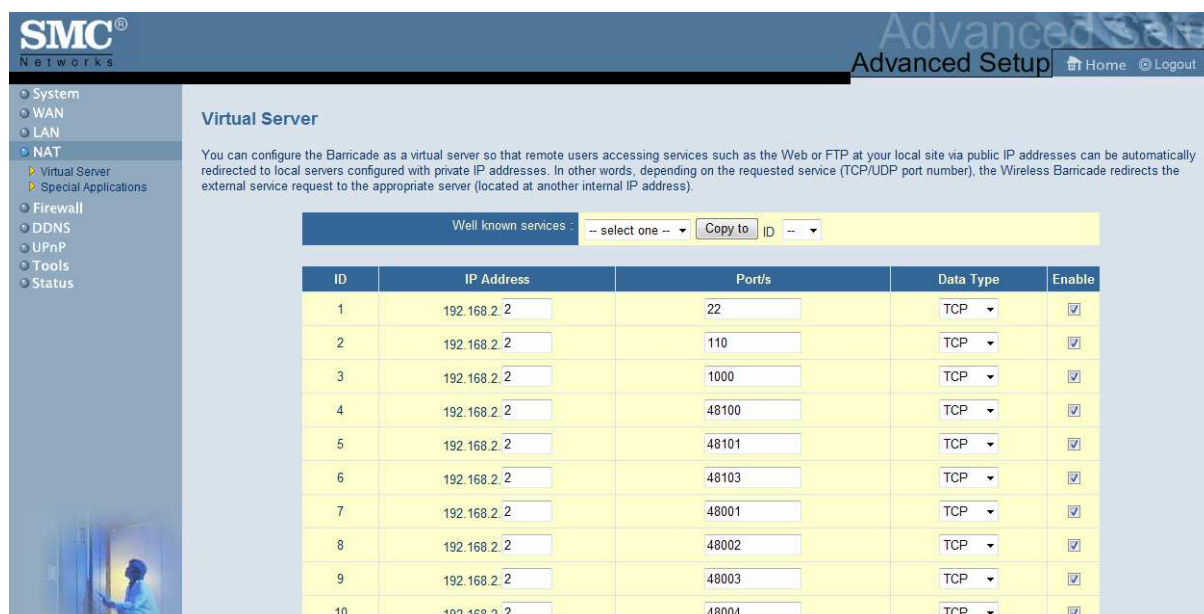 SMC®
Networks
Advanced Setup
Home Logout
System
WAN
LAN
NAT
Virtual Server
Special Applications
Firewall
DDNS
UPnP
Tools
Status
Virtual Server
You can configure the Barricade as a virtual server so that remote users accessing services such as the Web or FTP at your local site via public IP addresses can be automatically
redirected to local servers configured with private IP addresses. In other words, depending on the requested service (TCP/UDP port number), the Wireless Barricade redirects the
external service request to the appropriate server (located at another internal IP address).
Well known services : -- select one -- Copy to ID --
ID IP Address Port/s Data Type Enable
1 192.168.2. 2 22 TCP
2 192.168.2. 2 110 TCP
3 192.168.2. 2 1000 TCP
4 192.168.2. 2 48100 TCP
5 192.168.2. 2 48101 TCP
6 192.168.2. 2 48103 TCP
7 192.168.2. 2 48001 TCP
8 192.168.2. 2 48002 TCP
9 192.168.2. 2 48003 TCP
10 192.168.2. 2 48004 TCP